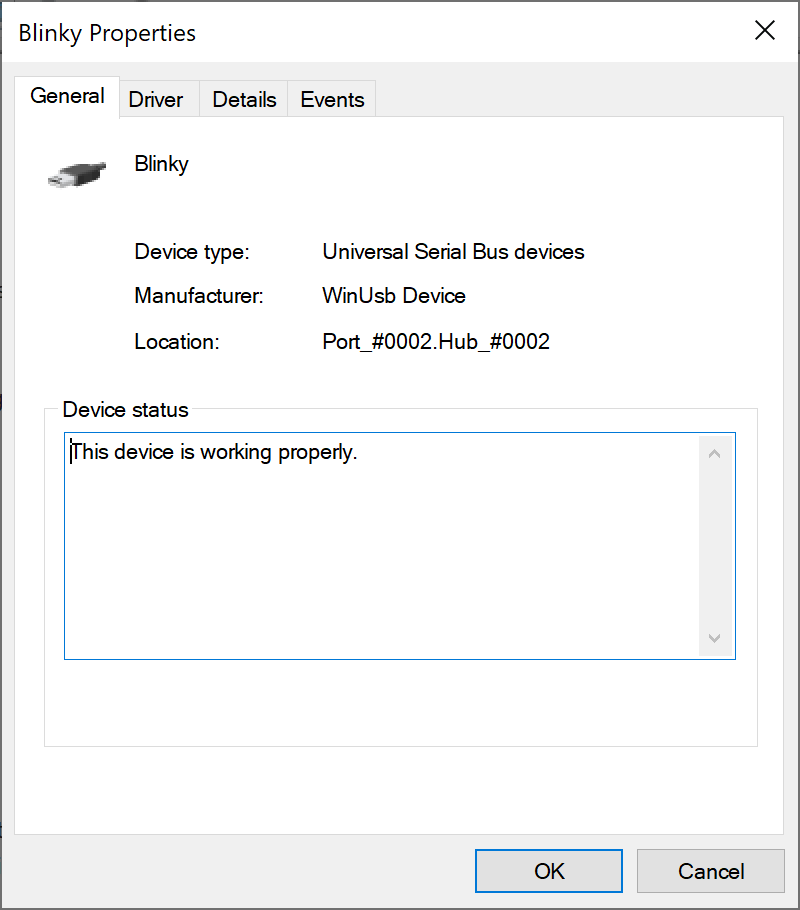 Blinky Properties
General Driver Details Events
Blinky
Device type: Universal Serial Bus devices
Manufacturer: WinUsb Device
Location: Port_#0002.Hub_#0002
Device status
This device is working properly.
OK Cancel